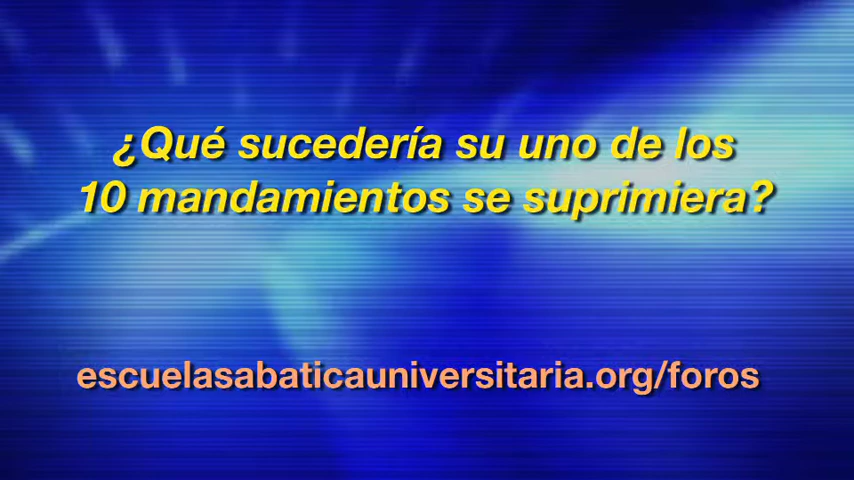 ¿Qué sucedería su uno de los
10 mandamientos se suprimiera?
escuelasabaticauniversitaria.org/foros